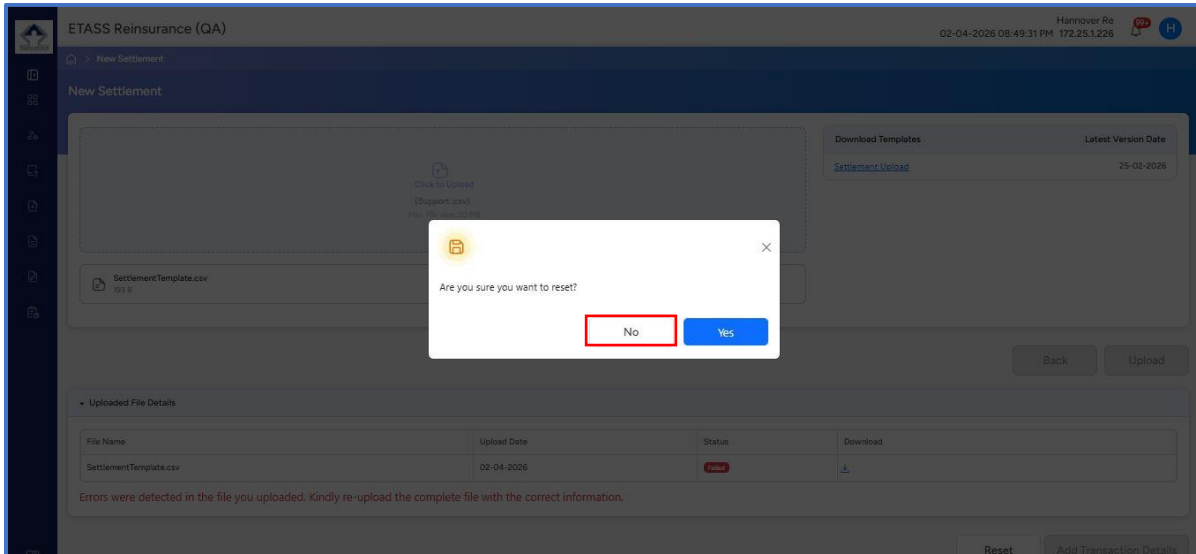 ETASS Reinsurance (QA)
Hannover Re
02-04-2026 08:49:31 PM 172.25.1.226
99+
H
> New Settlement
New Settlement
Click to Upload
(Support .csv)
Download Templates Latest Version Date
Settlement Upload 25-02-2026
SettlementTemplate.csv
193 B
Are you sure you want to reset?
No Yes
Back Upload
Uploaded File Details
File Name Upload Date Status Download
SettlementTemplate.csv 02-04-2026 Failed
Errors were detected in the file you uploaded. Kindly re-upload the complete file with the correct information.
Reset Add Transaction Details